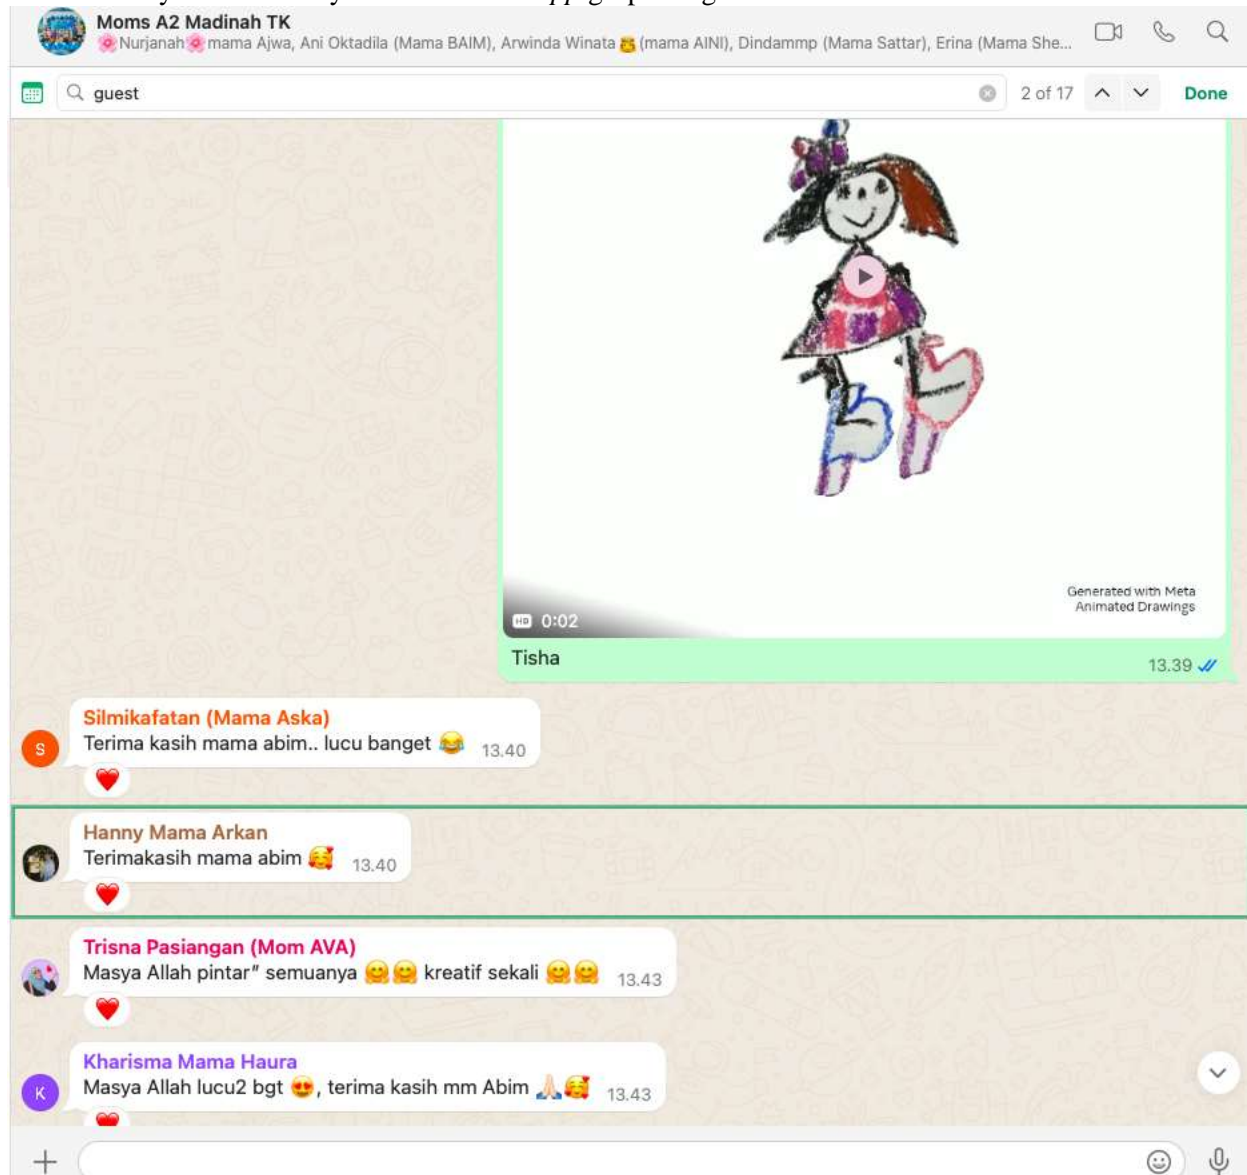 Moms A2 Madinah TK
🌸Nurjanah🌸mama Ajwa, Ani Oktadila (Mama BAIM), Arwinda Winata (mama AINI), Dindammp (Mama Sattar), Erina (Mama She...
guest
2 of 17
Done
Generated with Meta
Animated Drawings
HD 0:02
Tisha
13.39
Silmikafatan (Mama Aska)
S
Terima kasih mama abim.. lucu banget 😂 13.40
Hanny Mama Arkan
Terimakasih mama abim 🥰 13.40
Trisna Pasiangan (Mom AVA)
Masya Allah pintar" semuanya 🤗🤗 kreatif sekali 🤗🤗 13.43
Kharisma Mama Haura
K
Masya Allah lucu2 bgt 😍, terima kasih mm Abim 🙏🏻🥰 13.43